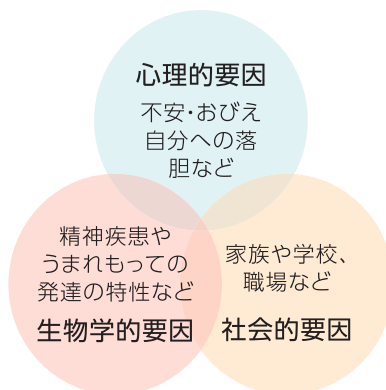 心理的要因
不安・おびえ
自分への落
胆など
精神疾患や
うまれもっての
発達の特性など
生物学的要因
家族や学校、
職場など
社会的要因